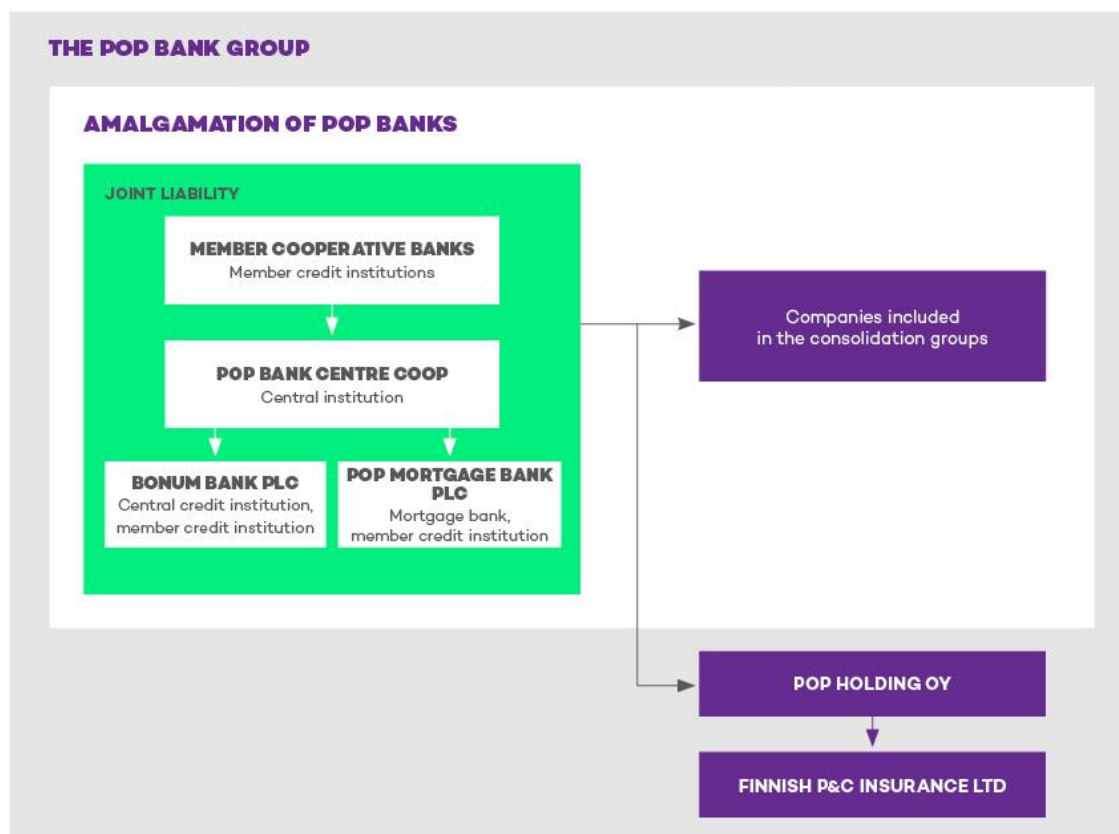 THE POP BANK GROUP
AMALGAMATION OF POP BANKS
JOINT LIABILITY
MEMBER COOPERATIVE BANKS
Member credit institutions
POP BANK CENTRE COOP
Central institution
BONUM BANK PLC
Central credit institution,
member credit institution
POP MORTGAGE BANK
PLC
Mortgage bank,
member credit institution
Companies included
in the consolidation groups
POP HOLDING OY
FINNISH P&C INSURANCE LTD